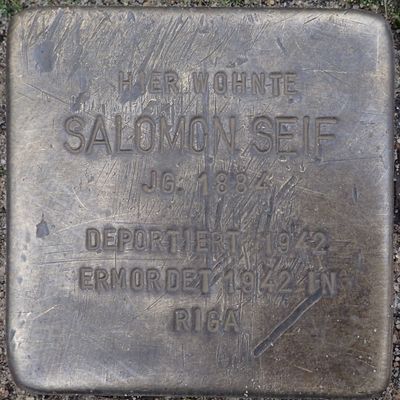 HIER WOHNTE
SALOMON SEIF
JG. 1884
DEPORTIERT 1942
ERMORDET 1942 IN
RIGA